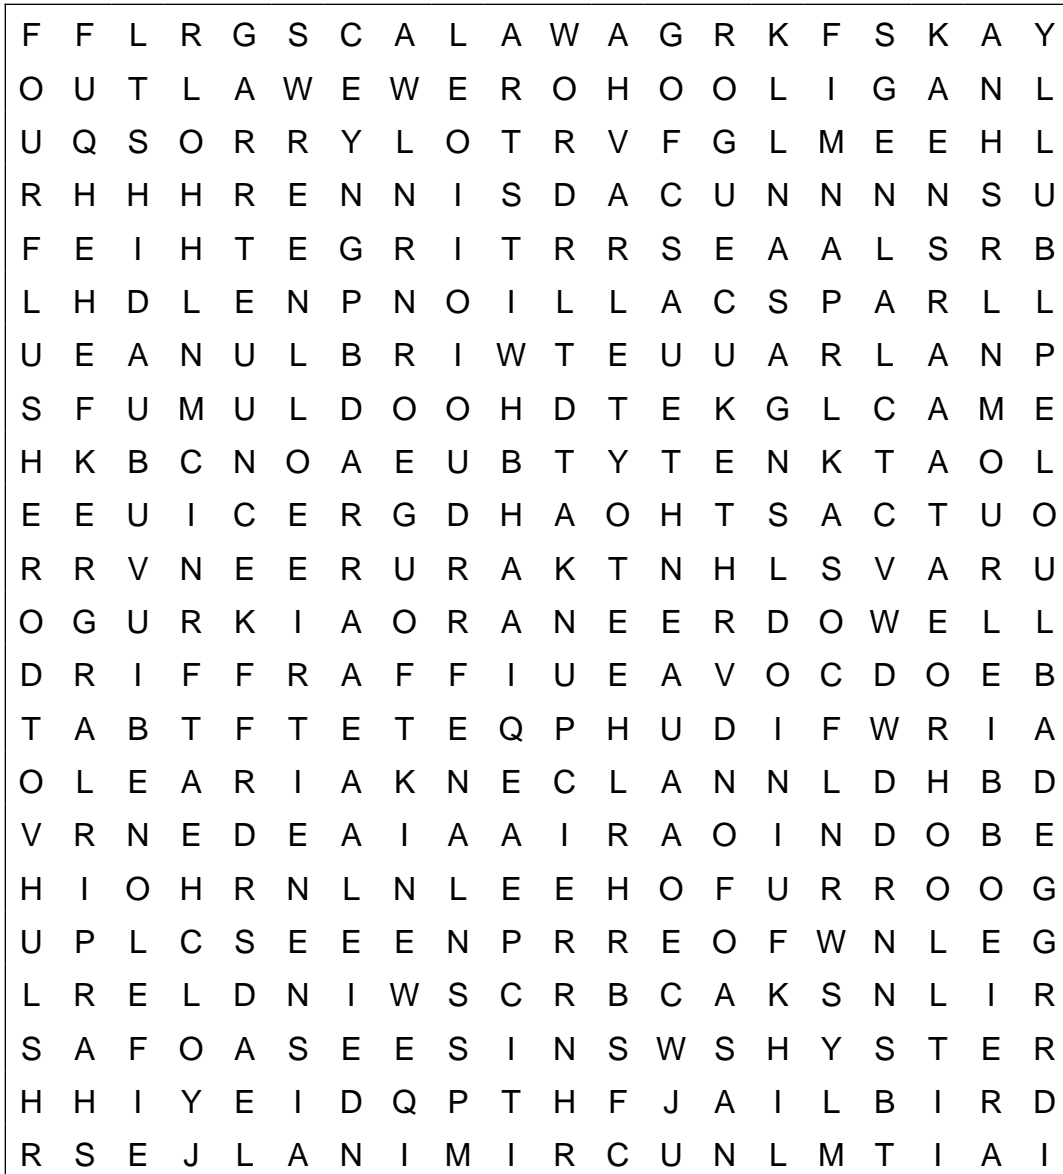 F F L R G S C A L A W A G R K F S K A Y
O U T L A W E W E R O H O O L I G A N L
U Q S O R R Y L O T R V F G L M E E H L
R H H H R E N N I S D A C U N N N N S U
F E I H T E G R I T R R S E A A L S R B
L H D L E N P N O I L L A C S P A R L L
U E A N U L B R I W T E U U A R L A N P
S F U M U L D O O H D T E K G L C A M E
H K B C N O A E U B T Y T E N K T A O L
E E U I C E R G D H A O H T S A C T U O
R R V N E E R U R A K T N H L S V A R U
O G U R K I A O R A N E E R D O W E L L
D R I F F R A F F I U E A V O C D O E B
T A B T F T E T E Q P H U D I F W R I A
O L E A R I A K N E C L A N N L D H B D
V R N E D E A I A A I R A O I N D O B E
H I O H R N L N L E E H O F U R R O O G
U P L C S E E E N P R R E O F W N L E G
L R E L D N I W S C R B C A K S N L I R
S A F O A S E E S I N S W S H Y S T E R
H H I Y E I D Q P T H F J A I L B I R D
R S E J L A N I M I R C U N L M T I A I